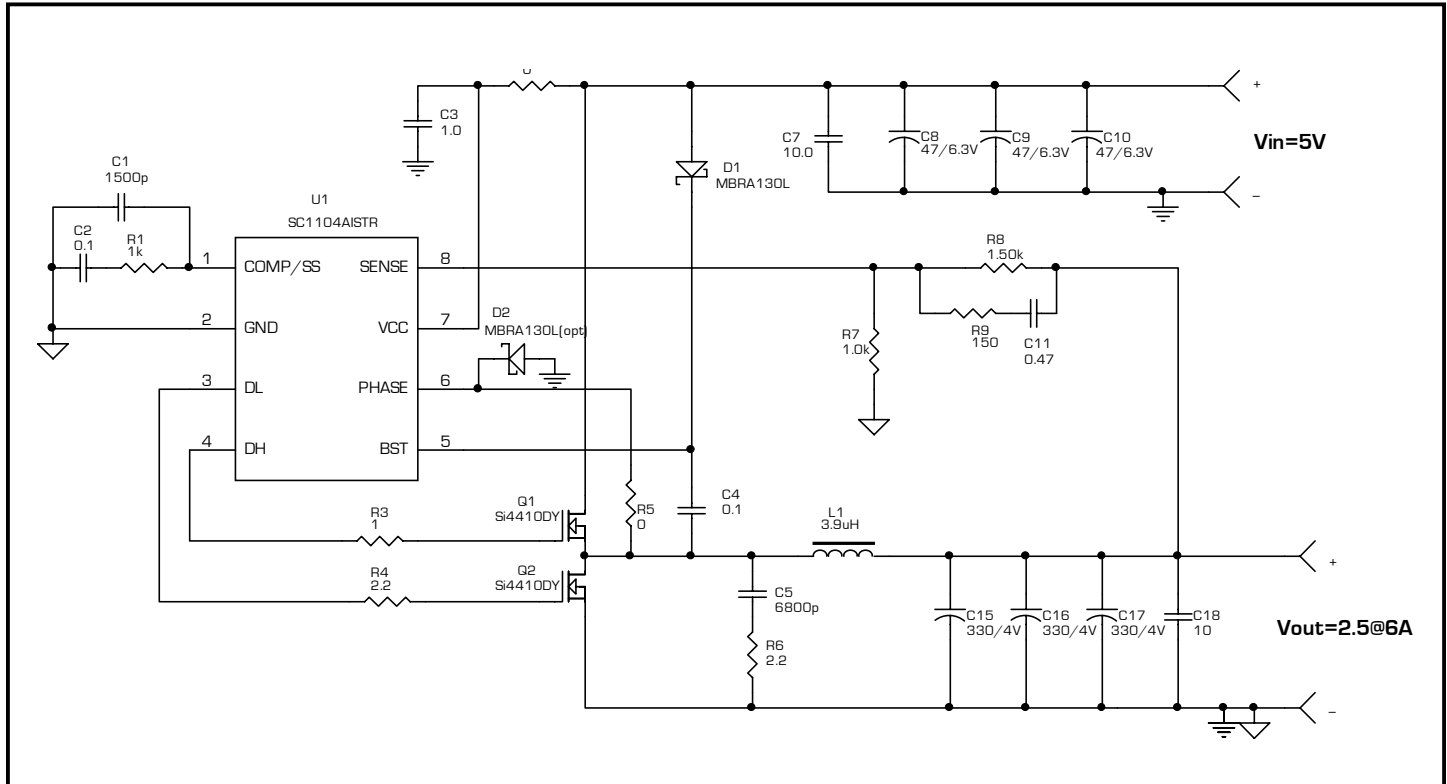 C3
1.0
+
C7
10.0
C8
47/6.3V
C9
47/6.3V
C10
47/6.3V
Vin=5V
_
D1
MBRA130L
C1
1500p
U1
SC1104AISTR
C2
0.1
R1
1k
1
COMP/SS
SENSE
8
2
GND
VCC
7
3
DL
PHASE
6
4
DH
BST
5
D2
MBRA130L(opt)
R8
1.50k
R9
150
C11
0.47
R7
1.0k
R3
1
R4
2.2
Q1
Si4410DY
Q2
Si4410DY
R5
0
C4
0.1
L1
3.9uH
C5
6800p
R6
2.2
C15
330/4V
C16
330/4V
C17
330/4V
C18
10
+
Vout=2.5@6A
_